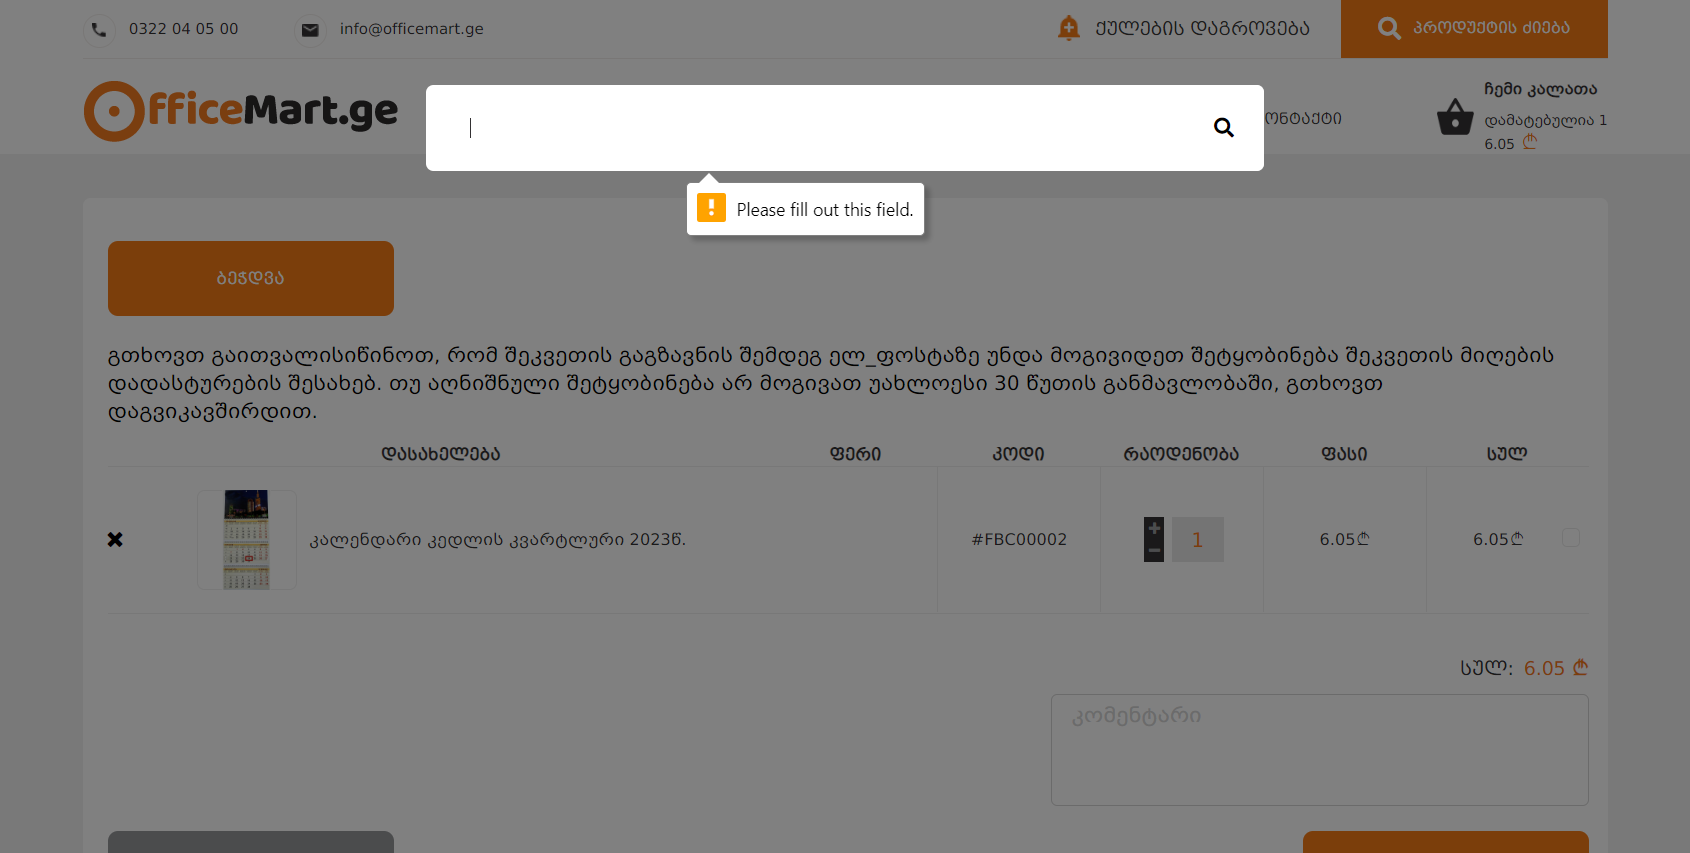 0322 04 05 00
info@officemart.ge
ქულების დაგროვება
პროდუქტის ძიება
OfficeMart.ge
ონტაქტი
ჩემი კალათა
დამატებულია 1
6.05 ₾
Please fill out this field.
ბეჭდვა
გთხოვთ გაითვალისიწინოთ, რომ შეკვეთის გაგზავნის შემდეგ ელ_ფოსტაზე უნდა მოგივიდეთ შეტყობინება შეკვეთის მიღების
დადასტურების შესახებ. თუ აღნიშნული შეტყობინება არ მოგივათ უახლოესი 30 წუთის განმავლობაში, გთხოვთ
დაგვიკავშირდით.
დასახელება ფერი კოდი რაოდენობა ფასი სულ
კალენდარი კედლის კვარტლური 2023წ. #FBC00002 1 6.05₾ 6.05₾
სულ: 6.05 ₾
კომენტარი